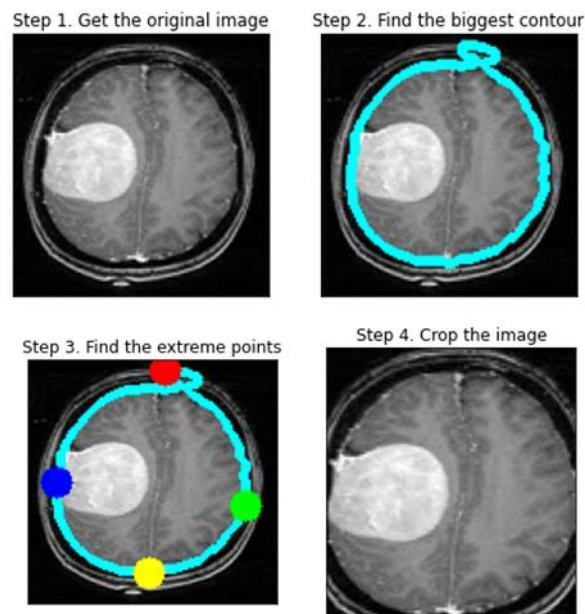 Step 1. Get the original image
Step 2. Find the biggest contour
Step 3. Find the extreme points
Step 4. Crop the image